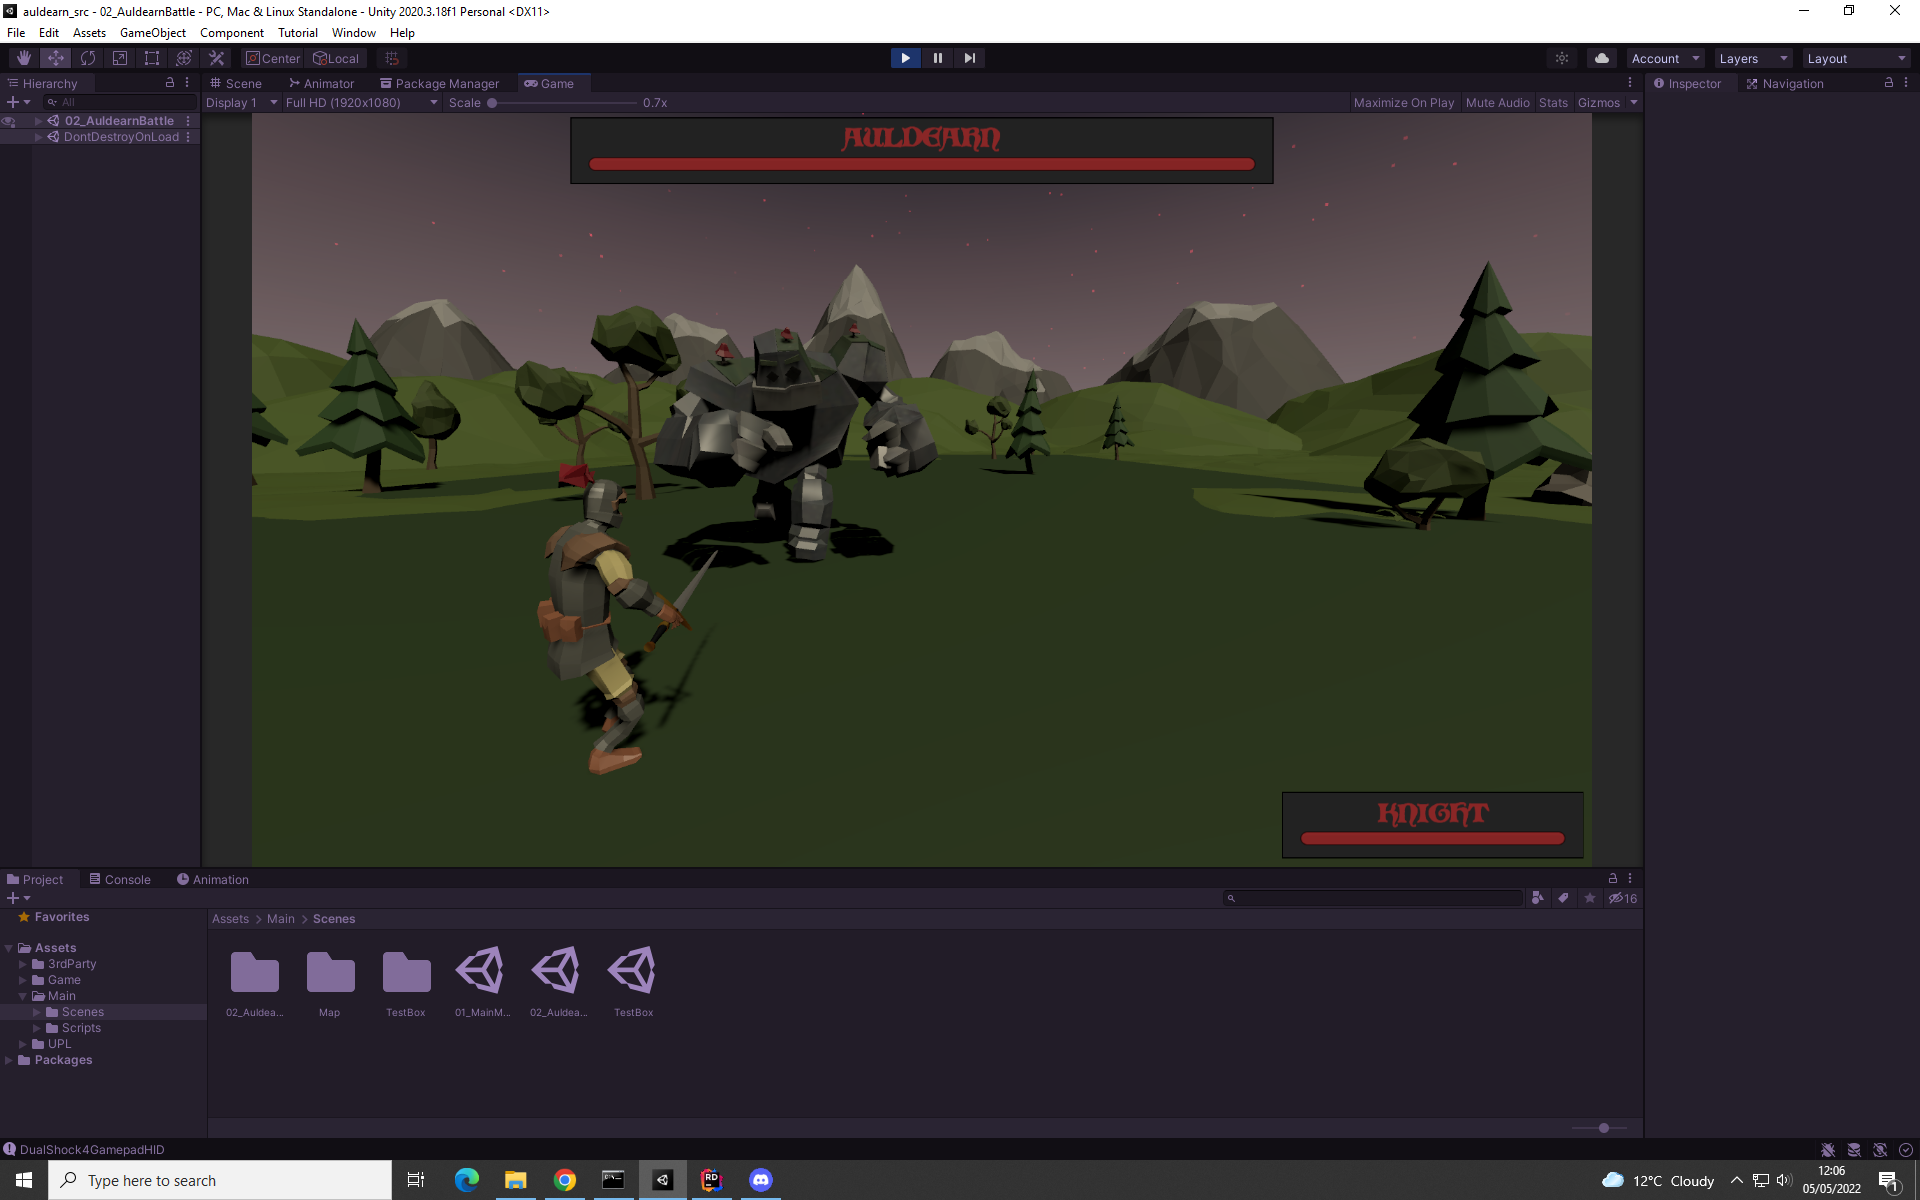 auldearn_src - 02_AuldearnBattle - PC, Mac & Linux Standalone - Unity 2020.3.18f1 Personal <DX11>
File Edit Assets GameObject Component Tutorial Window Help
Center Local Account Layers Layout
Hierarchy Scene Animator Package Manager Game Inspector Navigation
All Display 1 Full HD (1920x1080) Scale 0.7x Maximize On Play Mute Audio Stats Gizmos
02_AuldearnBattle
DontDestroyOnLoad
AULDEARN
KNIGHT
Project Console Animation
16
Favorites
Assets > Main > Scenes
Assets
3rdParty
Game
Main
Scenes
Scripts
UPL
Packages
02_Auldea... Map TestBox 01_MainM... 02_Auldea... TestBox
DualShock4GamepadHID
Type here to search
RD
12°C Cloudy
12:06
05/05/2022
1